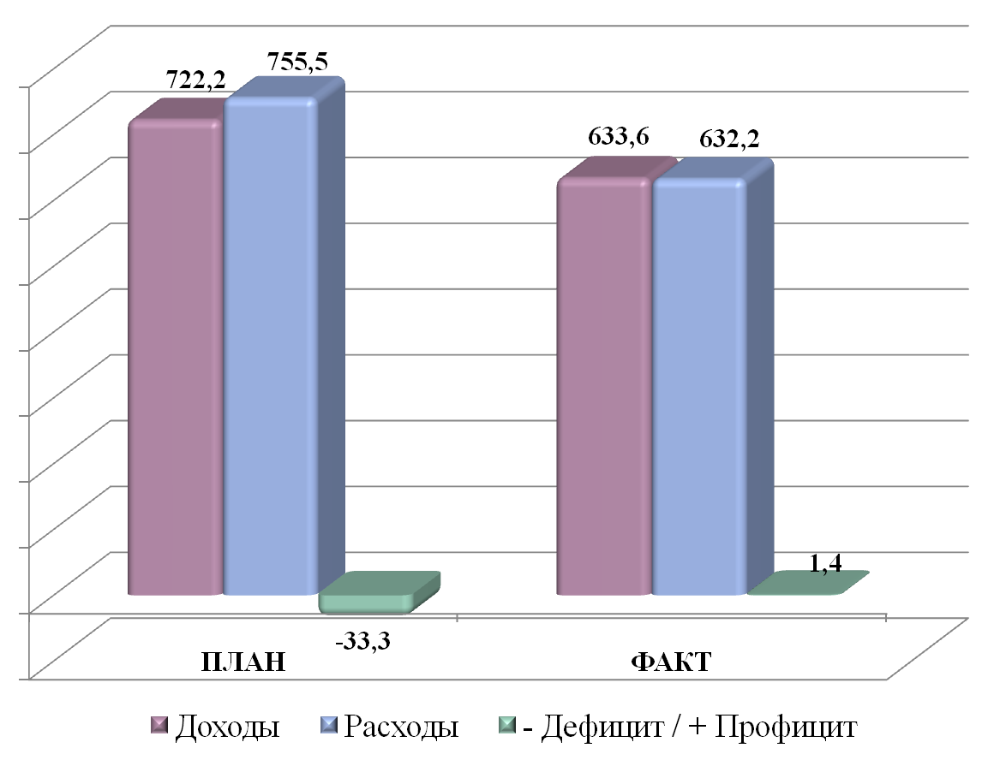 722,2
755,5
633,6
632,2
1,4
-33,3
ПЛАН
ФАКТ
Доходы
Расходы
- Дефицит / + Профицит